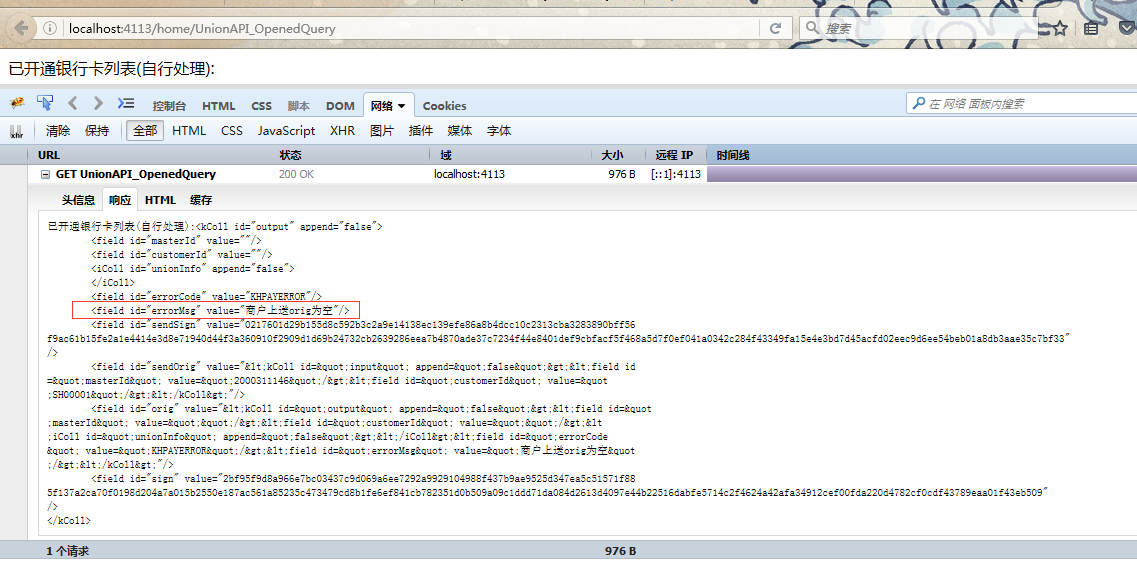 localhost:4113/home/UnionAPI_OpenedQuery
搜索
已开通银行卡列表(自行处理):
控制台 HTML CSS 脚本 DOM 网络 Cookies
在 网络 面板内搜索
清除 保持 全部 HTML CSS JavaScript XHR 图片 插件 媒体 字体
URL 状态 域 大小 远程 IP 时间线
GET UnionAPI_OpenedQuery 200 OK localhost:4113 976 B [::1]:4113
头信息 响应 HTML 缓存
已开通银行卡列表(自行处理):<kColl id="output" append="false">
<field id="masterId" value=""/>
<field id="customerId" value=""/>
<iColl id="unionInfo" append="false">
</iColl>
<field id="errorCode" value="KHPAYERROR"/>
<field id="errorMsg" value="商户上送orig为空"/>
<field id="sendSign" value="0217601d29b155d8c592b3c2a9e14138ec139efe86a8b4dcc10c2313cba3283890bff56
f9ac61b15fe2a1e4414e3d8e71940d44f3a360910f2909d1d69b24732cb2639286eea7b4870ade37c7234f44e8401def9cbfacf5f468a5d7f0ef041a0342c284f43349fa15e4e3bd7d45acfd02eec9d6ee54beb01a8db3aae35c7bf33"
/>
<field id="sendOrig" value="&lt;kColl id=&quot;input&quot; append=&quot;false&quot;&gt;&lt;field id
=&quot;masterId&quot; value=&quot;2000311146&quot;/&gt;&lt;field id=&quot;customerId&quot; value=&quot
;SH00001&quot;/&gt;&lt;/kColl&gt;"/>
<field id="orig" value="&lt;kColl id=&quot;output&quot; append=&quot;false&quot;&gt;&lt;field id=&quot
;masterId&quot; value=&quot;&quot;/&gt;&lt;field id=&quot;customerId&quot; value=&quot;&quot;/&gt;&lt
;iColl id=&quot;unionInfo&quot; append=&quot;false&quot;&gt;&lt;/iColl&gt;&lt;field id=&quot;errorCode
&quot; value=&quot;KHPAYERROR&quot;/&gt;&lt;field id=&quot;errorMsg&quot; value=&quot;商户上送orig为空&quot
;/&gt;&lt;/kColl&gt;"/>
<field id="sign" value="2bf95f9d8a966e7bc03437c9d069a6ee7292a9929104988f437b9ae9525d347ea5c51571f88
5f137a2ca70f0198d204a7a015b2550e187ac561a85235c473479cd8b1fe6ef841cb782351d0b509a09c1ddd71da084d2613d4097e44b22516dabfe5714c2f4624a42afa34912cef00fda220d4782cf0cdf43789eaa01f43eb509"
/>
</kColl>
1 个请求 976 B